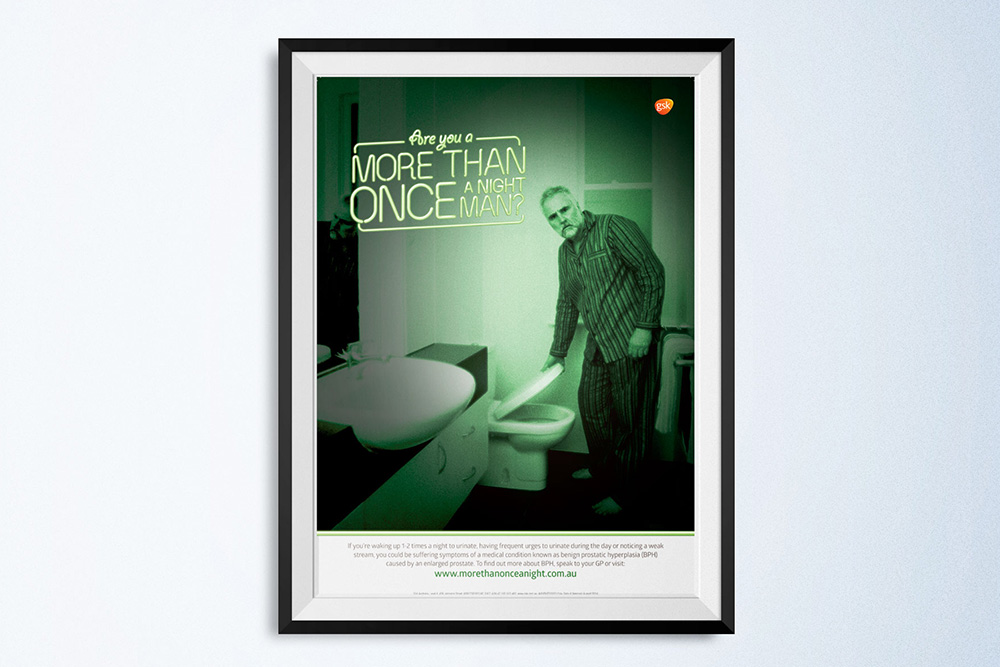 gsk
Are you a
MORE THAN
ONCE A NIGHT
MAN?
If you're waking up 1-2 times a night to urinate, having frequent urges to urinate during the day or noticing a weak
stream, you could be suffering symptoms of a medical condition known as benign prostatic hyperplasia (BPH)
caused by an enlarged prostate. To find out more about BPH, speak to your GP or visit:
www.morethanonceanight.com.au